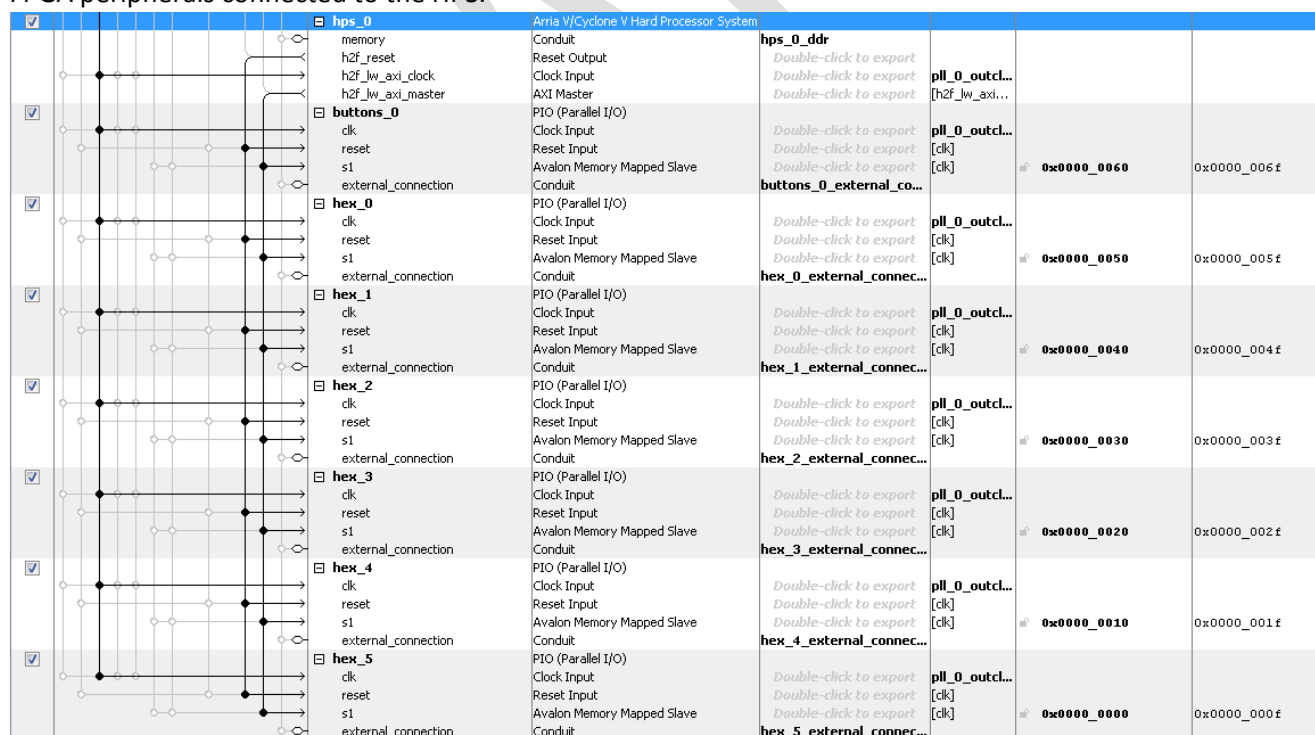 FPGA peripherals connected to the HPS.
hps_0 Arria V/Cyclone V Hard Processor System
memory Conduit hps_0_ddr
h2f_reset Reset Output Double-click to export
h2f_lw_axi_clock Clock Input Double-click to export pll_0_outcl...
h2f_lw_axi_master AXI Master Double-click to export [h2f_lw_axi...
buttons_0 PIO (Parallel I/O)
clk Clock Input Double-click to export pll_0_outcl...
reset Reset Input Double-click to export [clk]
s1 Avalon Memory Mapped Slave Double-click to export [clk] 0x0000_0060 0x0000_006f
external_connection Conduit buttons_0_external_co...
hex_0 PIO (Parallel I/O)
clk Clock Input Double-click to export pll_0_outcl...
reset Reset Input Double-click to export [clk]
s1 Avalon Memory Mapped Slave Double-click to export [clk] 0x0000_0050 0x0000_005f
external_connection Conduit hex_0_external_connec...
hex_1 PIO (Parallel I/O)
clk Clock Input Double-click to export pll_0_outcl...
reset Reset Input Double-click to export [clk]
s1 Avalon Memory Mapped Slave Double-click to export [clk] 0x0000_0040 0x0000_004f
external_connection Conduit hex_1_external_connec...
hex_2 PIO (Parallel I/O)
clk Clock Input Double-click to export pll_0_outcl...
reset Reset Input Double-click to export [clk]
s1 Avalon Memory Mapped Slave Double-click to export [clk] 0x0000_0030 0x0000_003f
external_connection Conduit hex_2_external_connec...
hex_3 PIO (Parallel I/O)
clk Clock Input Double-click to export pll_0_outcl...
reset Reset Input Double-click to export [clk]
s1 Avalon Memory Mapped Slave Double-click to export [clk] 0x0000_0020 0x0000_002f
external_connection Conduit hex_3_external_connec...
hex_4 PIO (Parallel I/O)
clk Clock Input Double-click to export pll_0_outcl...
reset Reset Input Double-click to export [clk]
s1 Avalon Memory Mapped Slave Double-click to export [clk] 0x0000_0010 0x0000_001f
external_connection Conduit hex_4_external_connec...
hex_5 PIO (Parallel I/O)
clk Clock Input Double-click to export pll_0_outcl...
reset Reset Input Double-click to export [clk]
s1 Avalon Memory Mapped Slave Double-click to export [clk] 0x0000_0000 0x0000_000f
external_connection Conduit hex_5_external_connec...